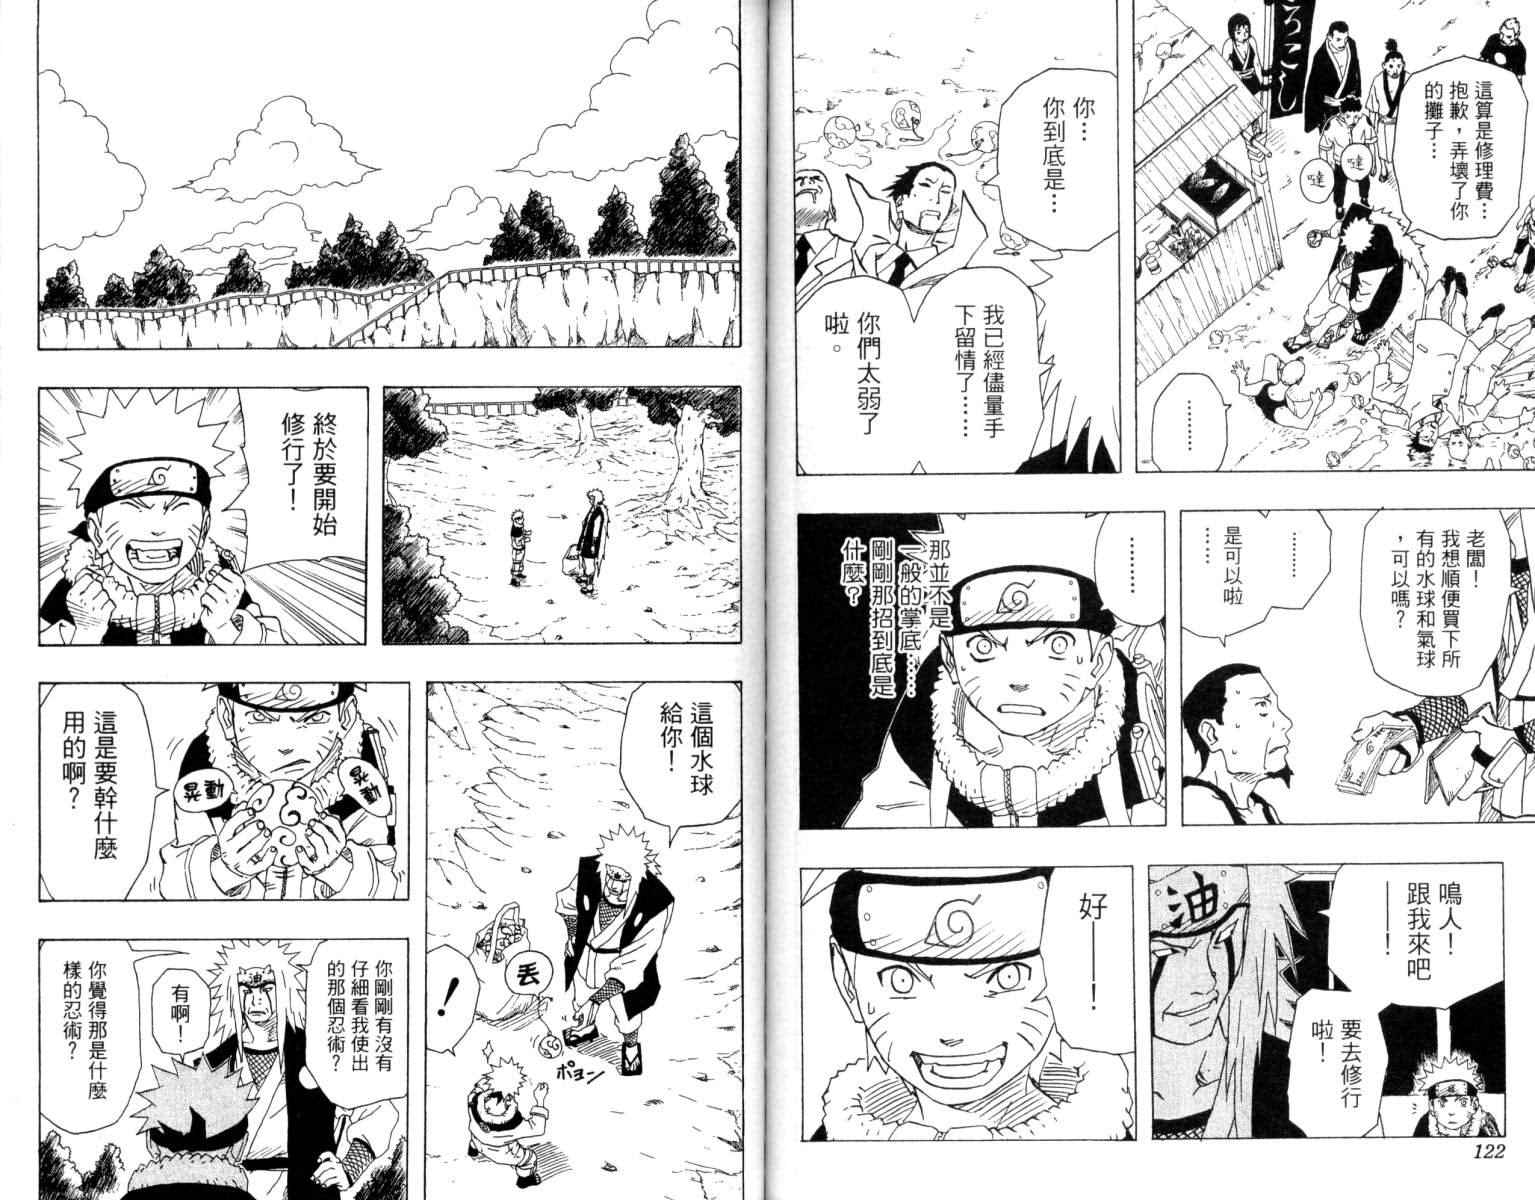 ろこし
這算是修理費…
抱歉，弄壞了你
的攤子…
噠
噠
………
你…
你到底是…
我已經儘量手
下留情了……
你們太弱了
啦。
老闆！
我想順便買下所
有的水球和氣球
，可以嗎？
………
是可以啦
……
………
那並不是
一般的掌底……
剛剛那招到底是
什麼？
鳴人！
跟我來吧
——！
要去修行
啦！
油
好——！
122
終於要開始
修行了！
這個水球
給你！
丟
ポヨン
！
這是要幹什麼
用的啊？
你剛剛有沒有
仔細看我使出
的那個忍術？
有啊！
油
你覺得那是什麼
樣的忍術？